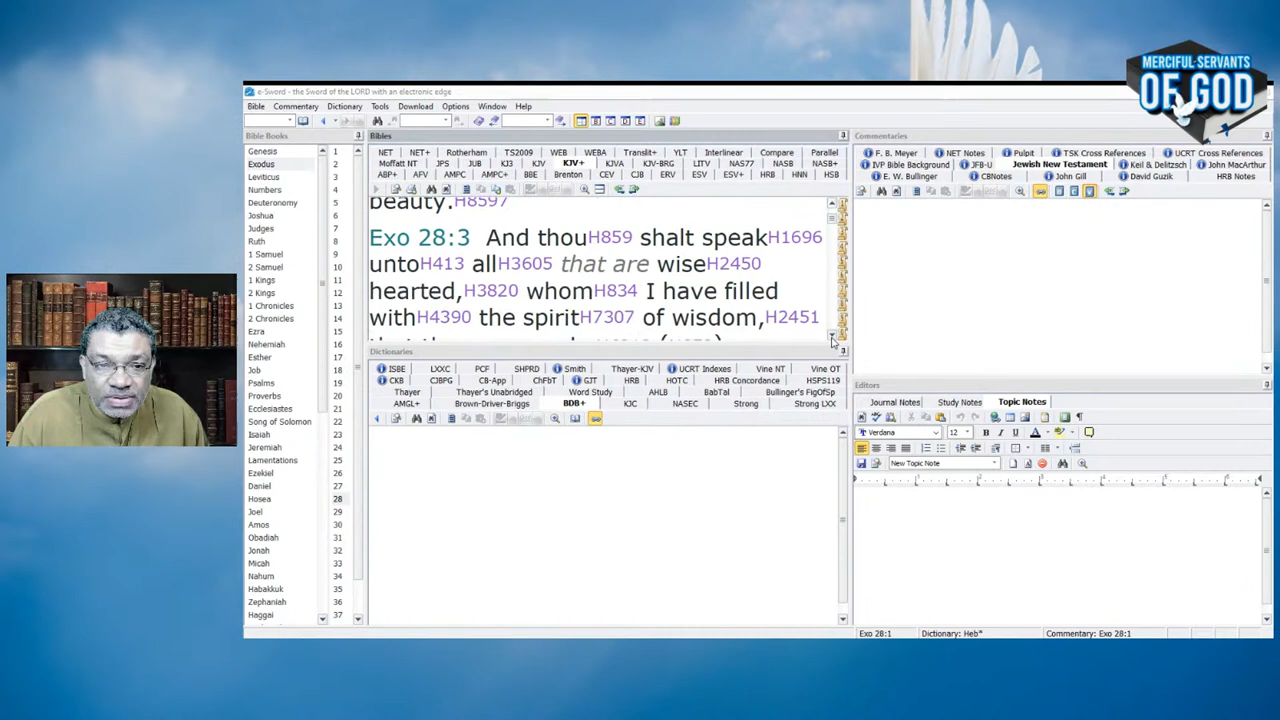 MERCIFUL SERVANTS
OF GOD
e-Sword - the Sword of the LORD with an electronic edge
Bible Commentary Dictionary Tools Download Options Window Help
Bible Books
Genesis
Exodus
Leviticus
Numbers
Deuteronomy
Joshua
Judges
Ruth
1 Samuel
2 Samuel
1 Kings
2 Kings
1 Chronicles
2 Chronicles
Ezra
Nehemiah
Esther
Job
Psalms
Proverbs
Ecclesiastes
Song of Solomon
Isaiah
Jeremiah
Lamentations
Ezekiel
Daniel
Hosea
Joel
Amos
Obadiah
Jonah
Micah
Nahum
Habakkuk
Zephaniah
Haggai
1
2
3
4
5
6
7
8
9
10
11
12
13
14
15
16
17
18
19
20
21
22
23
24
25
26
27
28
29
30
31
32
33
34
35
36
37
Bibles
NET NET+ Rotherham TS2009 WEB WEBA Translit+ YLT Interlinear Compare Parallel
Moffatt NT JPS JUB KJ3 KJV KJV+ KJVA KJV-BRG LITV NAS77 NASB NASB+
ABP+ AFV AMPC AMPC+ BBE Brenton CEV CJB ERV ESV ESV+ HRB HNN HSB
beauty.H8597
Exo 28:3 And thouH859 shalt speakH1696
untoH413 allH3605 that are wiseH2450
hearted,H3820 whomH834 I have filled
withH4390 the spiritH7307 of wisdom,H2451
Dictionaries
ISBE LXXC PCF SHPRD Smith Thayer-KJV UCRT Indexes Vine NT Vine OT
CKB CJBPG CB-App ChFbT GJT HRB HOTC HRB Concordance HSPS119
Thayer Thayer's Unabridged Word Study AHLB BabTal Bullinger's FigOfSp
AMGL+ Brown-Driver-Briggs BDB+ KJC NASEC Strong Strong LXX
Commentaries
F. B. Meyer NET Notes Pulpit TSK Cross References UCRT Cross References
IVP Bible Background JFB-U Jewish New Testament Keil & Delitzsch John MacArthur
E. W. Bullinger CBNotes John Gill David Guzik HRB Notes
Editors
Journal Notes Study Notes Topic Notes
Verdana 12 B I U A
New Topic Note
Exo 28:1 Dictionary: Heb* Commentary: Exo 28:1